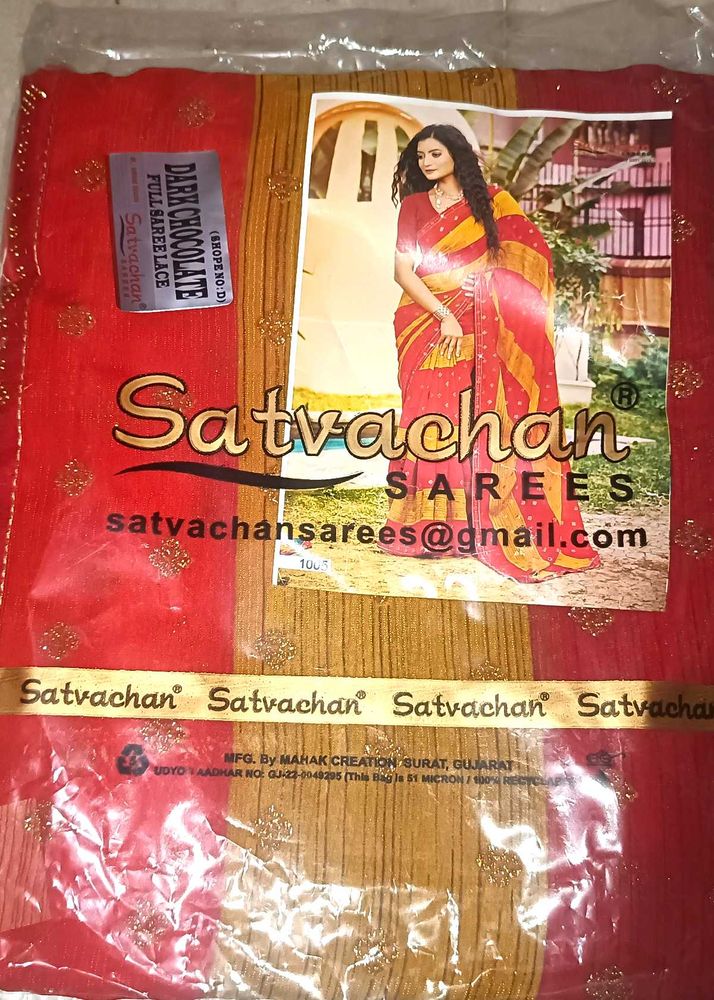 (SHOPE NO: D)
DARK CHOCOLATE
FULL SAREE LACE
Satvachan®
SAREES
Satvachan®
SAREES
satvachansarees@gmail.com
1005
Satvachan® Satvachan® Satvachan® Satvachan
MFG. By MAHAK CREATION SURAT, GUJARAT
AADHAR NO: GJ-22-0049295 (This Bag is 51 MICRON / 100%